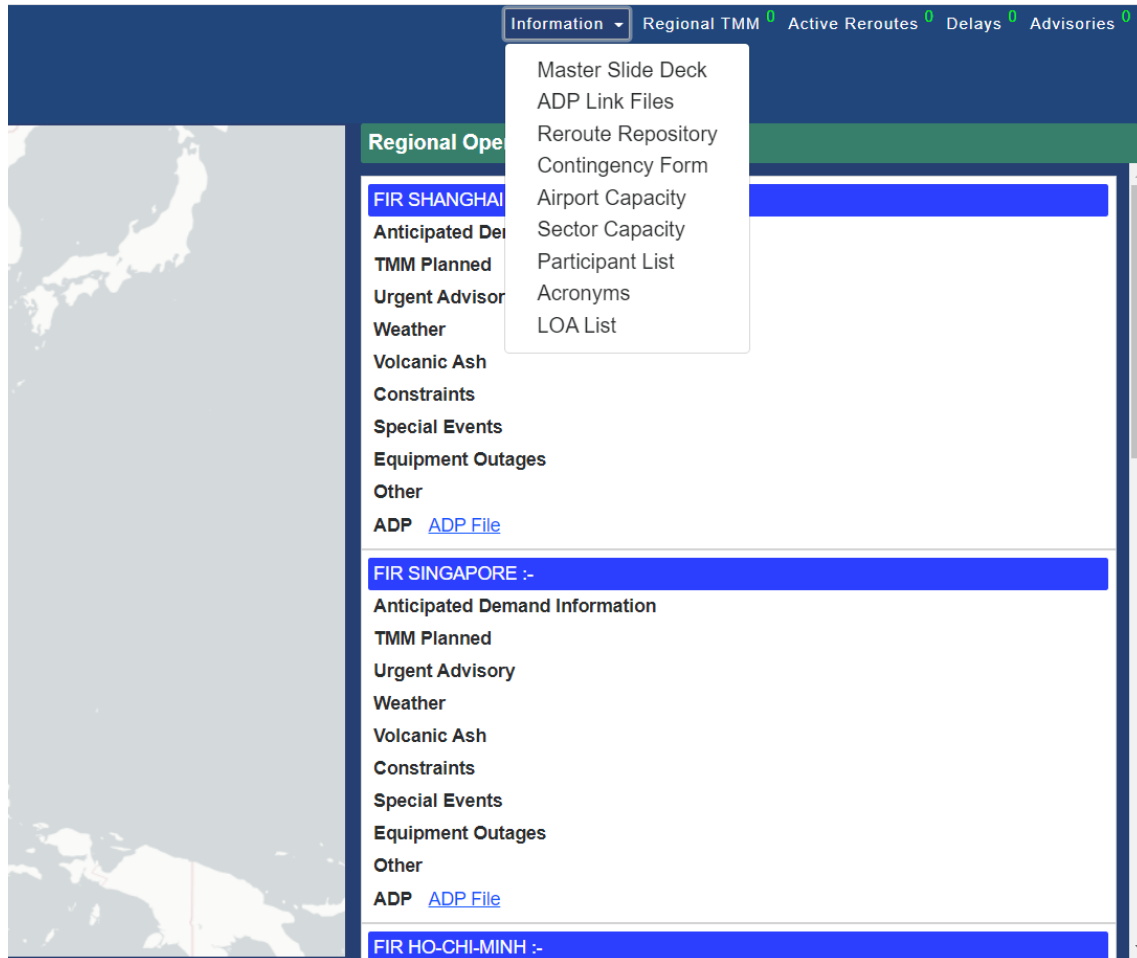 Information Regional TMM 0 Active Reroutes 0 Delays 0 Advisories 0
Master Slide Deck
ADP Link Files
Reroute Repository
Contingency Form
Airport Capacity
Sector Capacity
Participant List
Acronyms
LOA List
Regional
FIR SHANGHAI
Anticipated
TMM Planned
Urgent
Weather
Volcanic Ash
Constraints
Special Events
Equipment Outages
Other
ADP ADP File
FIR SINGAPORE :-
Anticipated Demand Information
TMM Planned
Urgent Advisory
Weather
Volcanic Ash
Constraints
Special Events
Equipment Outages
Other
ADP ADP File
FIR HO-CHI-MINH :-